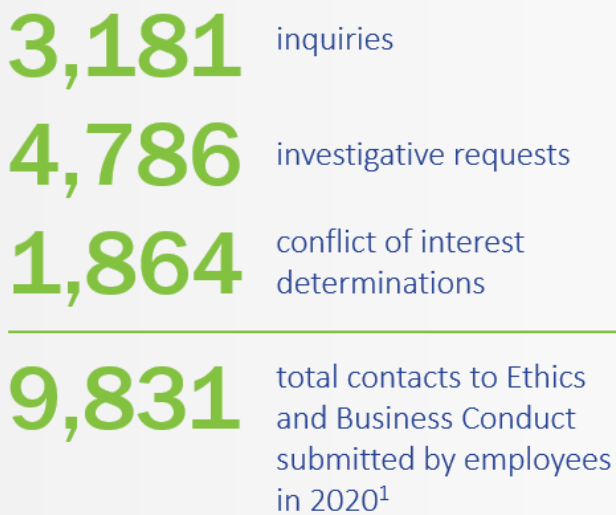 3,181 inquiries
4,786 investigative requests
1,864 conflict of interest
determinations
9,831 total contacts to Ethics
and Business Conduct
submitted by employees
in 2020¹